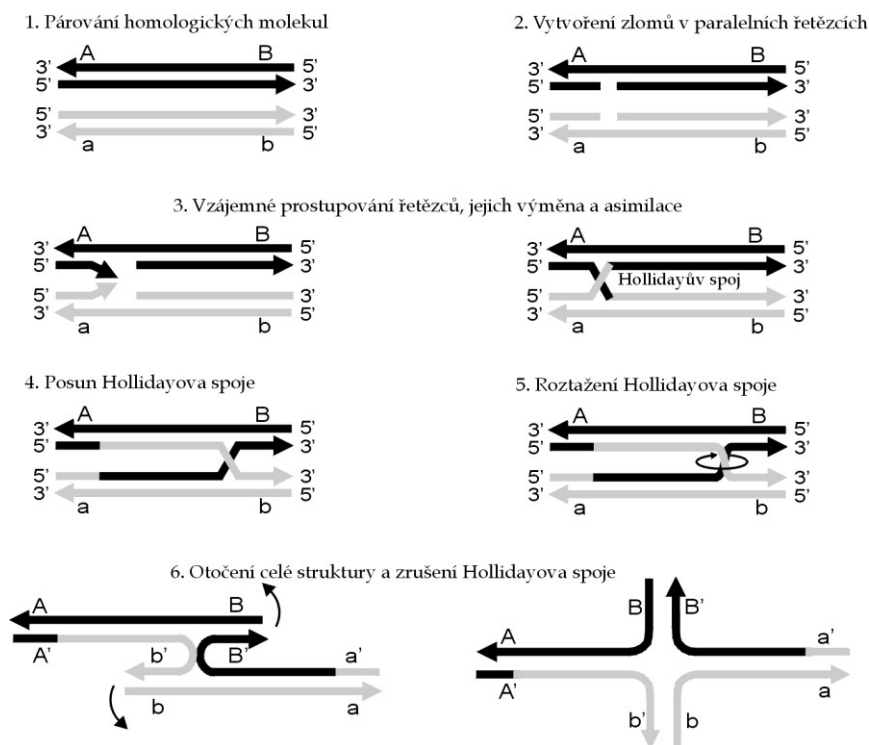 1. Párování homologických molekul
2. Vytvoření zlomů v paralelních řetězcích
A B
3' 5'
5' 3'
5' 3'
3' 5'
a b
A B
3' 5'
5' 3'
5' 3'
3' 5'
a b
3. Vzájemné prostupování řetězců, jejich výměna a asimilace
A B
3' 5'
5' 3'
5' 3'
3' 5'
a b
A B
3' 5'
5' 3'
Hollidayův spoj
5' 3'
3' 5'
a b
4. Posun Hollidayova spoje
5. Roztažení Hollidayova spoje
A B
3' 5'
5' 3'
5' 3'
3' 5'
a b
A B
3' 5'
5' 3'
5' 3'
3' 5'
a b
6. Otočení celé struktury a zrušení Hollidayova spoje
A B
A' b' B' a'
b a
B B'
A a'
A' a
b' b